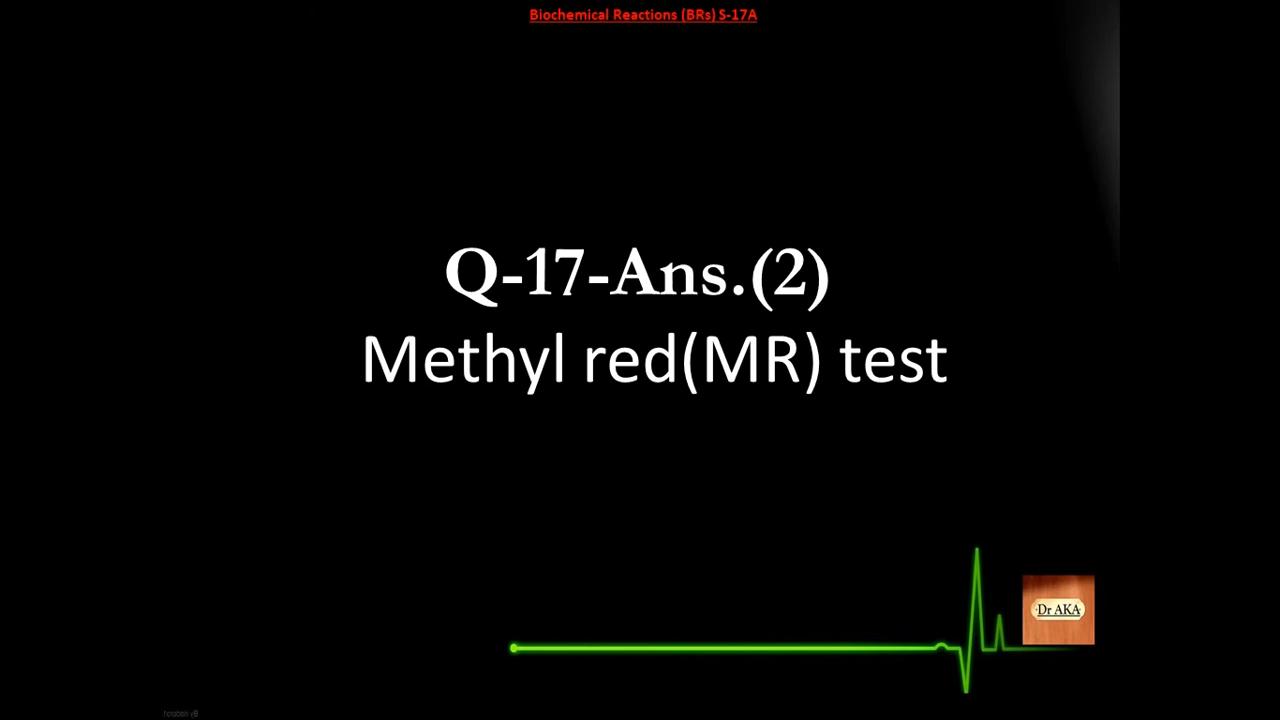 Biochemical Reactions (BRs) S-17A
Q-17-Ans.(2)
Methyl red(MR) test
Dr AKA